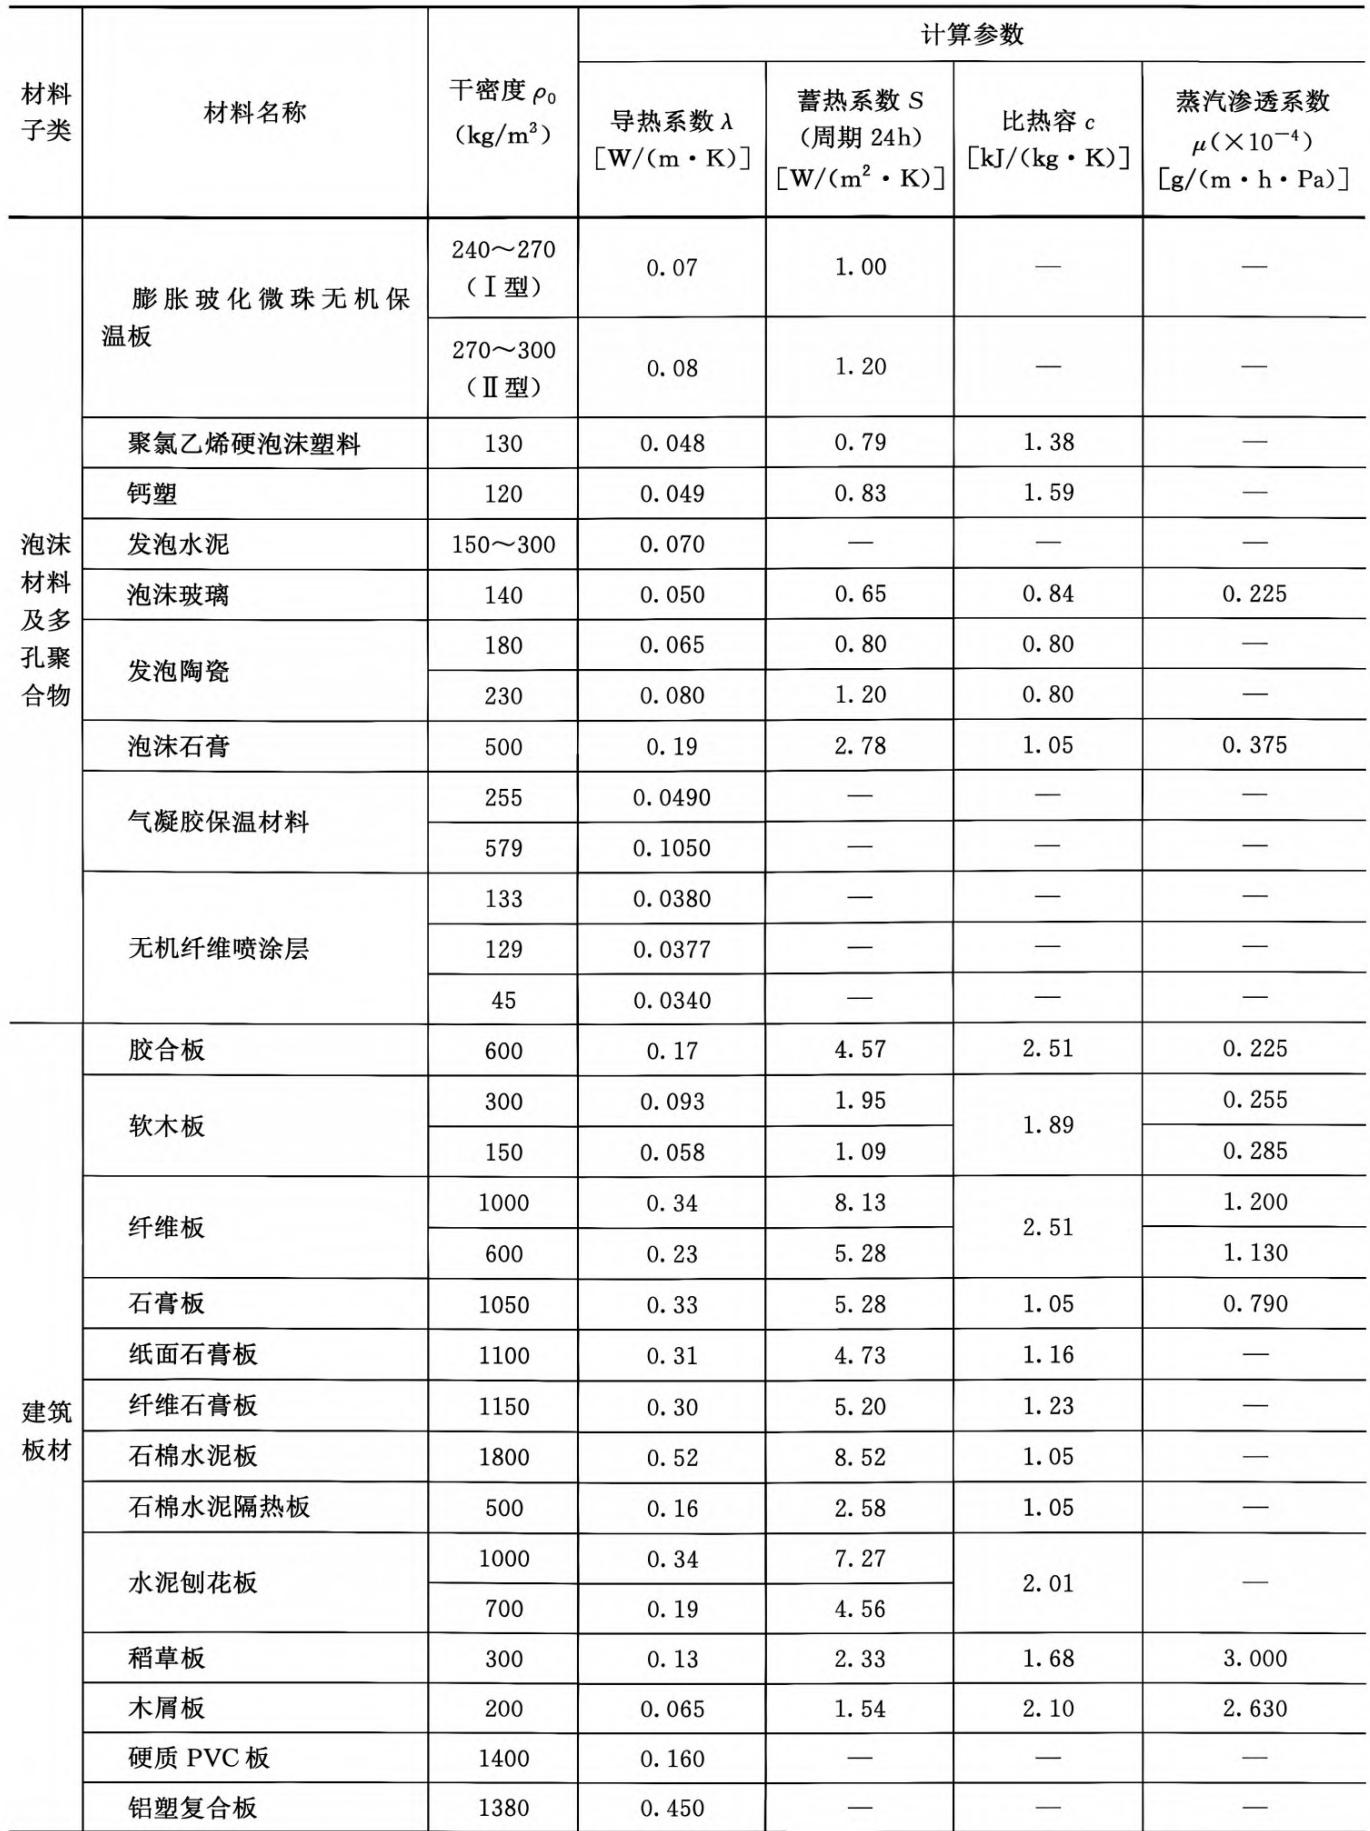 材料子类 材料名称 干密度 ρ₀ (kg/m³) 计算参数
导热系数 λ [W/(m·K)] 蓄热系数 S (周期 24h) [W/(m²·K)] 比热容 c [kJ/(kg·K)] 蒸汽渗透系数 μ(×10⁻⁴) [g/(m·h·Pa)]
泡沫材料及多孔聚合物
膨胀玻化微珠无机保温板 240～270 (Ⅰ型) 0.07 1.00 — —
270～300 (Ⅱ型) 0.08 1.20 — —
聚氯乙烯硬泡沫塑料 130 0.048 0.79 1.38 —
钙塑 120 0.049 0.83 1.59 —
发泡水泥 150～300 0.070 — — —
泡沫玻璃 140 0.050 0.65 0.84 0.225
发泡陶瓷 180 0.065 0.80 0.80 —
230 0.080 1.20 0.80 —
泡沫石膏 500 0.19 2.78 1.05 0.375
气凝胶保温材料 255 0.0490 — — —
579 0.1050 — — —
无机纤维喷涂层 133 0.0380 — — —
129 0.0377 — — —
45 0.0340 — — —
建筑板材
胶合板 600 0.17 4.57 2.51 0.225
软木板 300 0.093 1.95 1.89 0.255
150 0.058 1.09 0.285
纤维板 1000 0.34 8.13 2.51 1.200
600 0.23 5.28 1.130
石膏板 1050 0.33 5.28 1.05 0.790
纸面石膏板 1100 0.31 4.73 1.16 —
纤维石膏板 1150 0.30 5.20 1.23 —
石棉水泥板 1800 0.52 8.52 1.05 —
石棉水泥隔热板 500 0.16 2.58 1.05 —
水泥刨花板 1000 0.34 7.27 2.01 —
700 0.19 4.56
稻草板 300 0.13 2.33 1.68 3.000
木屑板 200 0.065 1.54 2.10 2.630
硬质 PVC 板 1400 0.160 — — —
铝塑复合板 1380 0.450 — — —